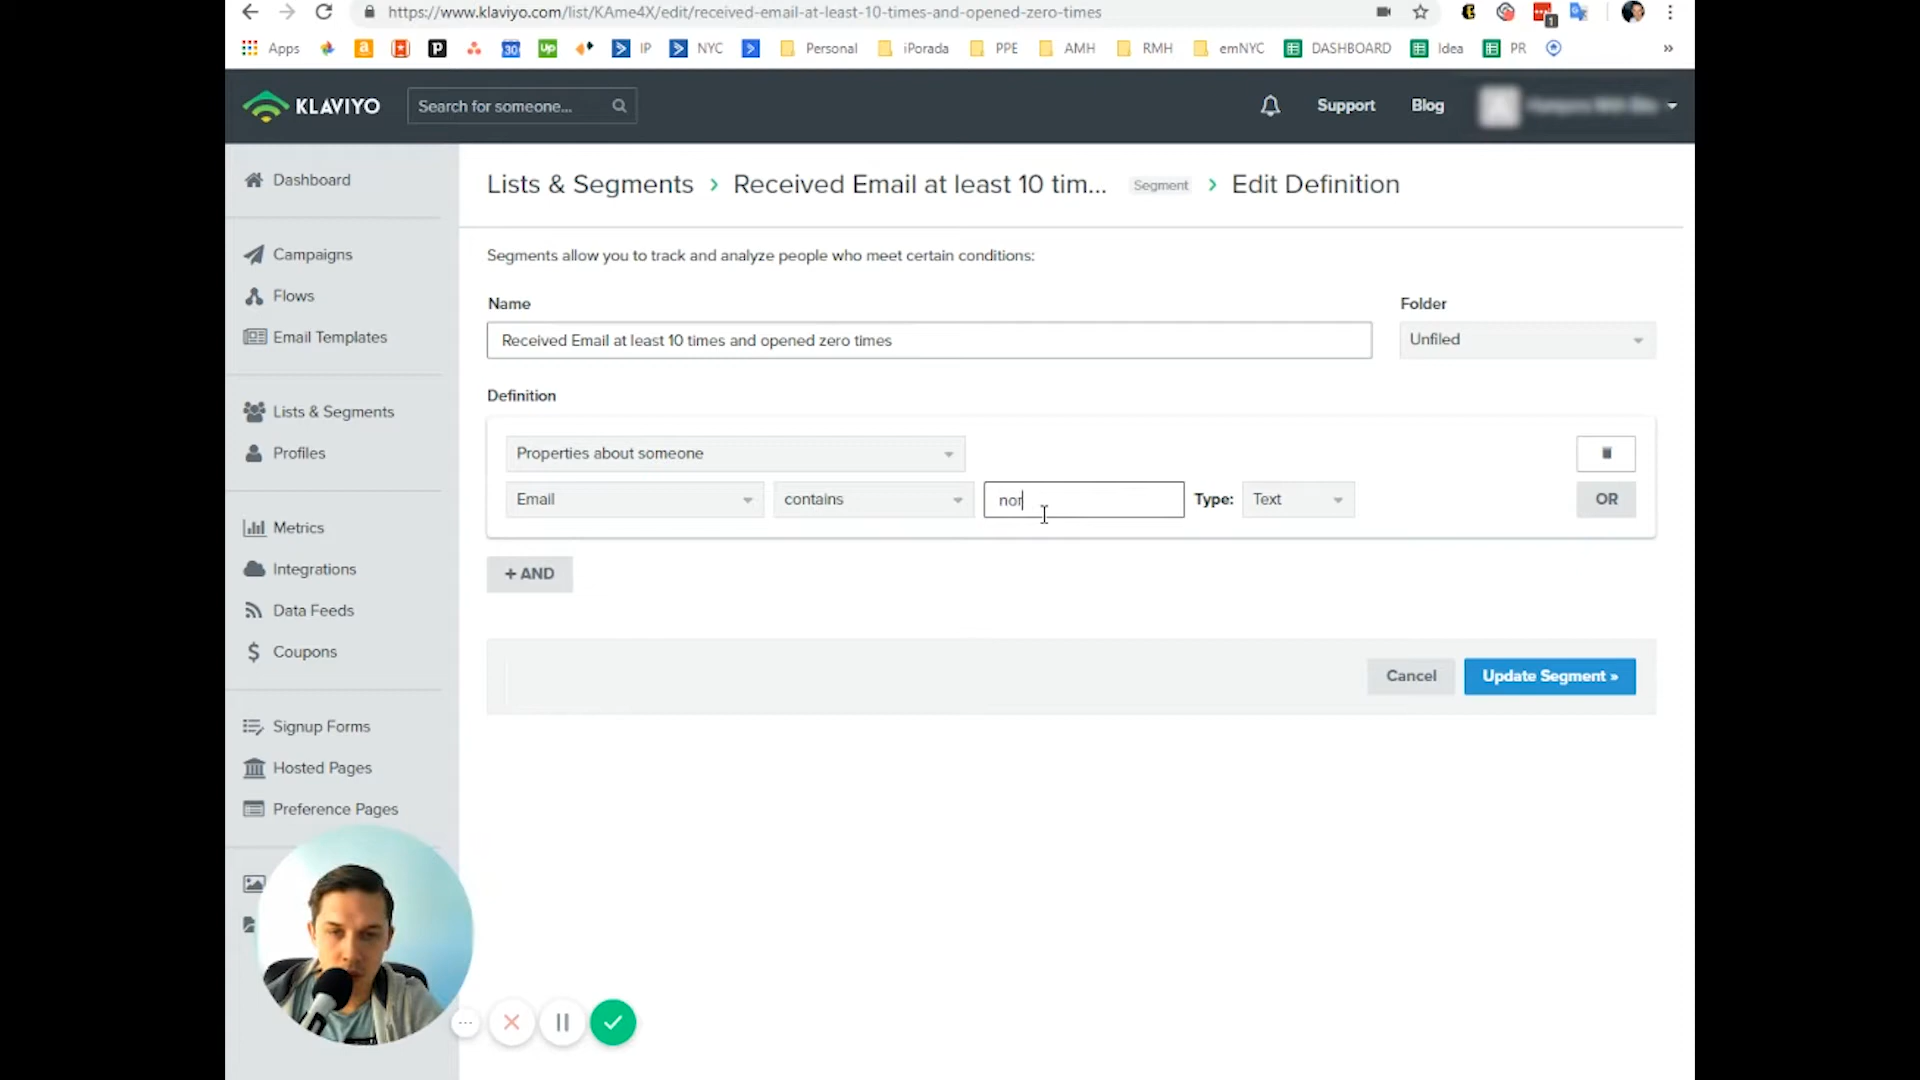 https://www.klaviyo.com/list/KAme4X/edit/received-email-at-least-10-times-and-opened-zero-times
1
Apps
a
P
30
up
IP
NYC
Personal
iPorada
PPE
AMH
RMH
emNYC
DASHBOARD
Idea
PR
»
KLAVIYO
Search for someone...
Support
Blog
Dashboard
Campaigns
Flows
Email Templates
Lists & Segments
Profiles
Metrics
Integrations
Data Feeds
Coupons
Signup Forms
Hosted Pages
Preference Pages
Lists & Segments › Received Email at least 10 tim... Segment › Edit Definition
Segments allow you to track and analyze people who meet certain conditions:
Name
Folder
Received Email at least 10 times and opened zero times
Unfiled
Definition
Properties about someone
Email
contains
nor
Type:
Text
OR
+ AND
Cancel
Update Segment »